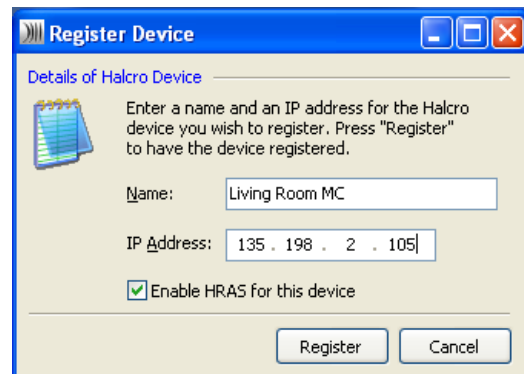 Register Device
Details of Halcro Device
Enter a name and an IP address for the Halcro
device you wish to register. Press "Register"
to have the device registered.
Name: Living Room MC
IP Address: 135 . 198 . 2 . 105
Enable HRAS for this device
Register Cancel